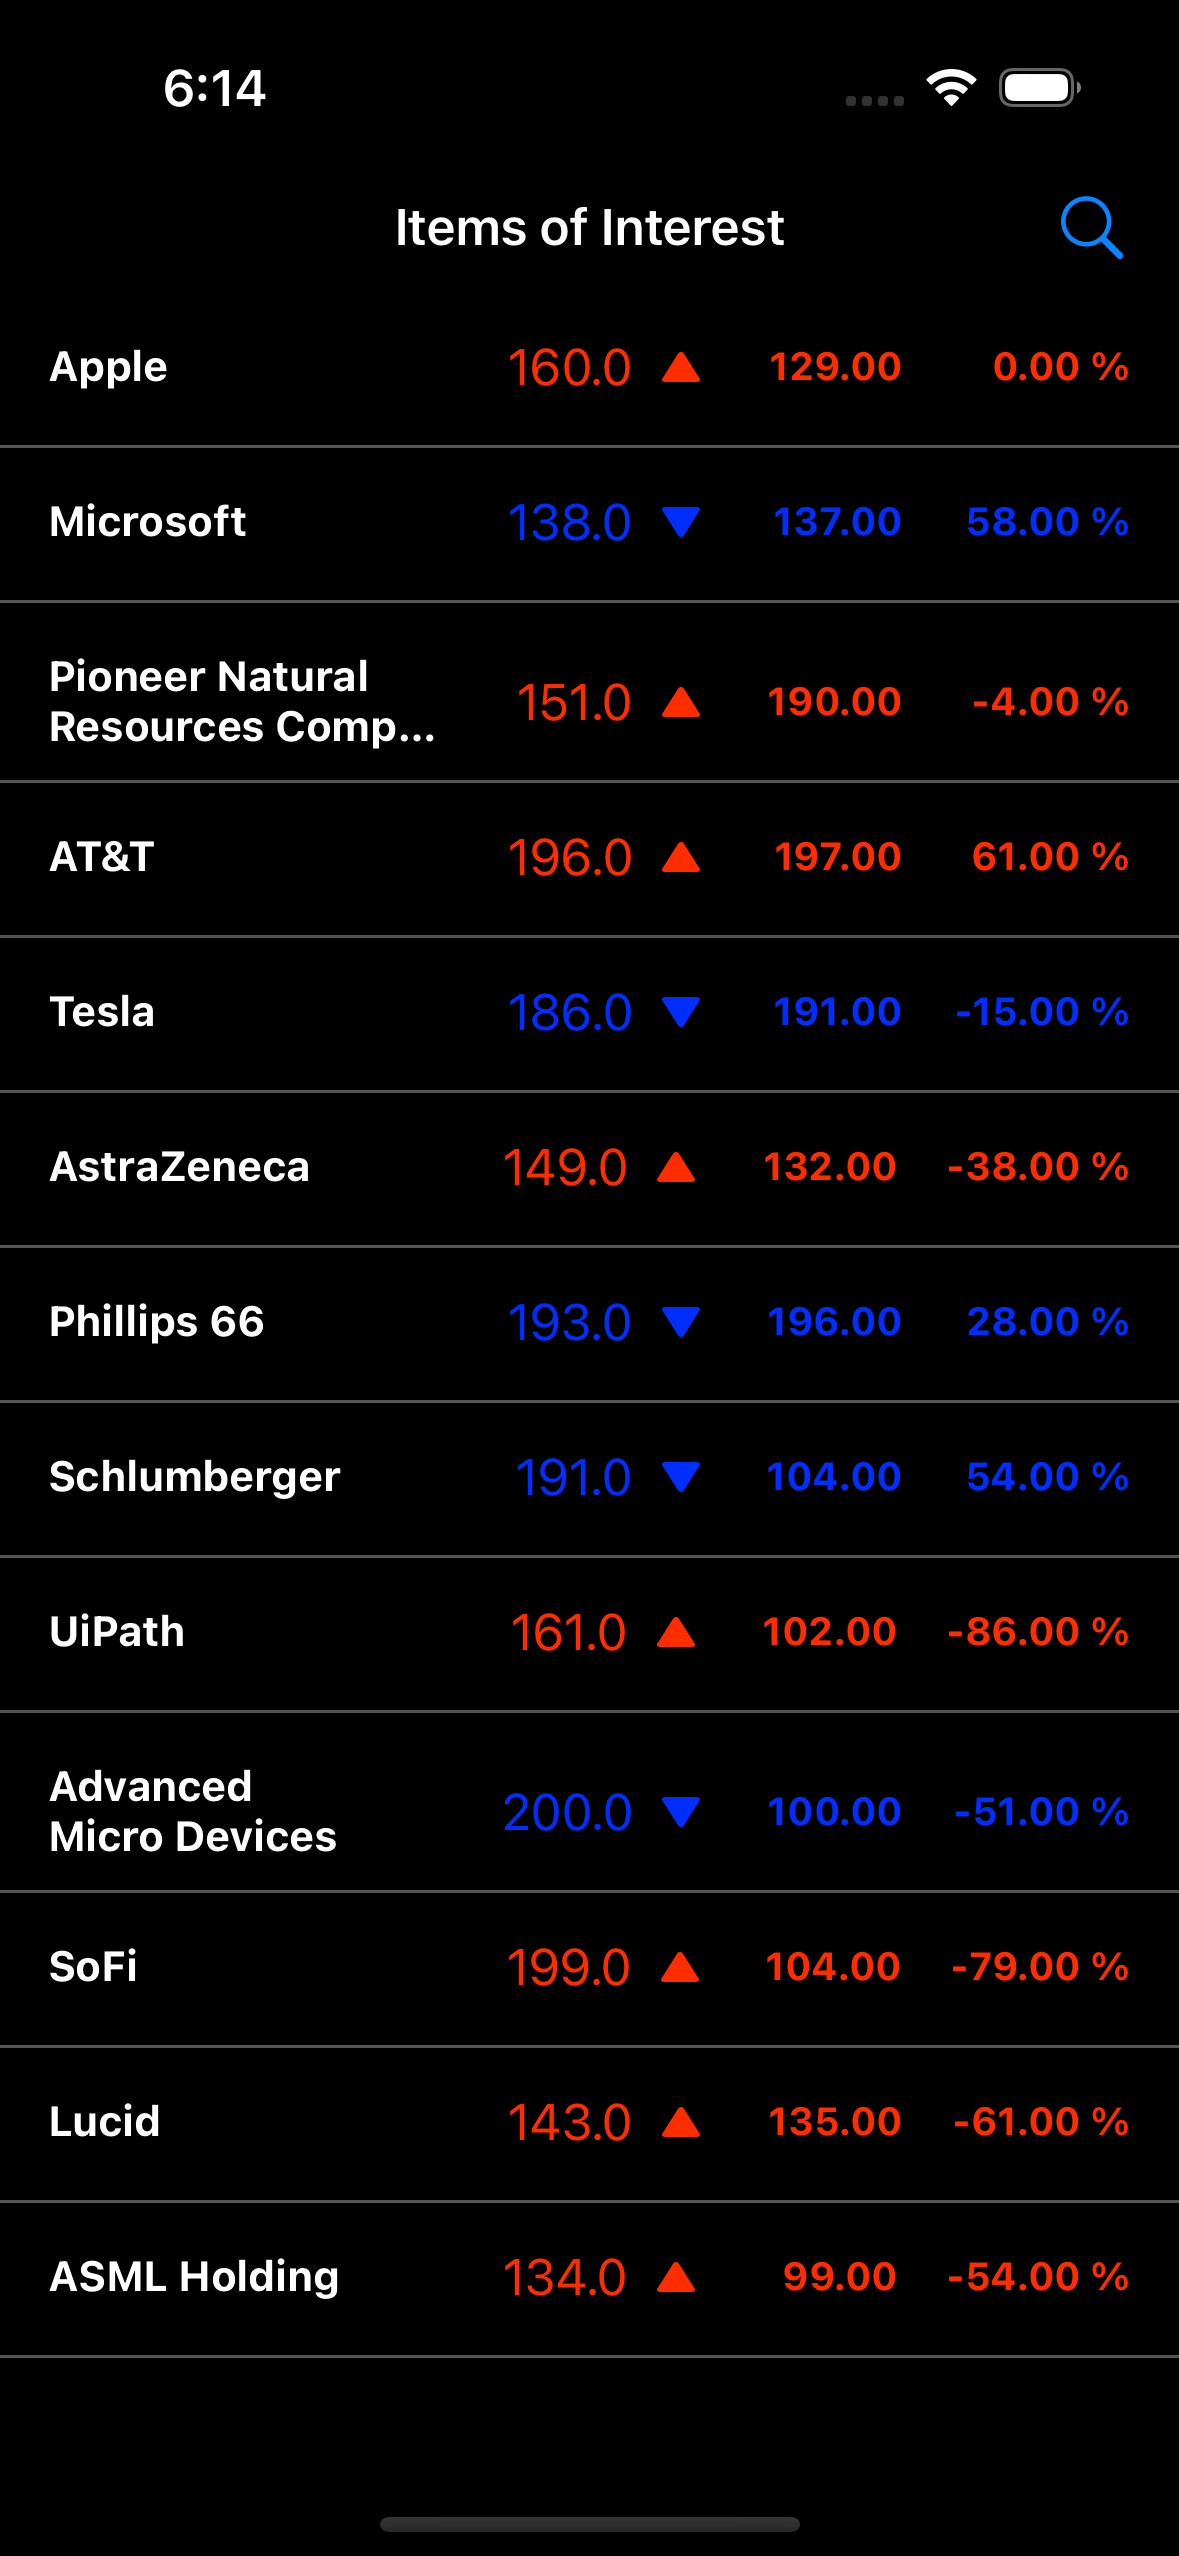 6:14
Items of Interest
Apple 160.0 ▲ 129.00 0.00 %
Microsoft 138.0 ▼ 137.00 58.00 %
Pioneer Natural
Resources Comp... 151.0 ▲ 190.00 -4.00 %
AT&T 196.0 ▲ 197.00 61.00 %
Tesla 186.0 ▼ 191.00 -15.00 %
AstraZeneca 149.0 ▲ 132.00 -38.00 %
Phillips 66 193.0 ▼ 196.00 28.00 %
Schlumberger 191.0 ▼ 104.00 54.00 %
UiPath 161.0 ▲ 102.00 -86.00 %
Advanced
Micro Devices 200.0 ▼ 100.00 -51.00 %
SoFi 199.0 ▲ 104.00 -79.00 %
Lucid 143.0 ▲ 135.00 -61.00 %
ASML Holding 134.0 ▲ 99.00 -54.00 %